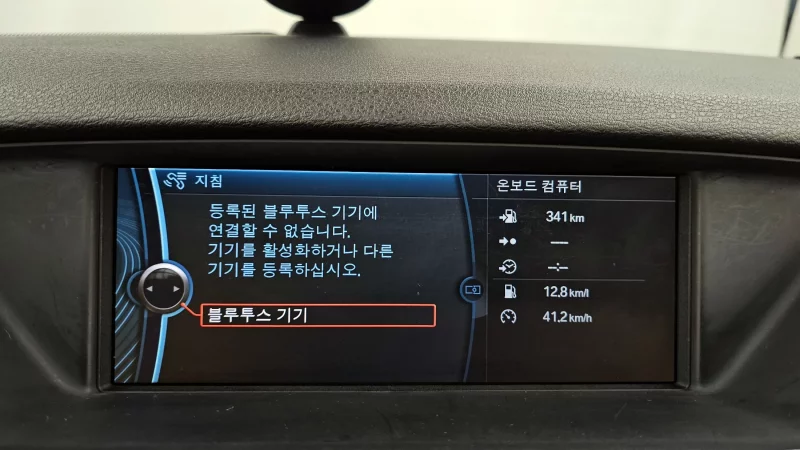 지침
등록된 블루투스 기기에
연결할 수 없습니다.
기기를 활성화하거나 다른
기기를 등록하십시오.
블루투스 기기
온보드 컴퓨터
341 km
---
--:--
12.8 km/l
41.2 km/h